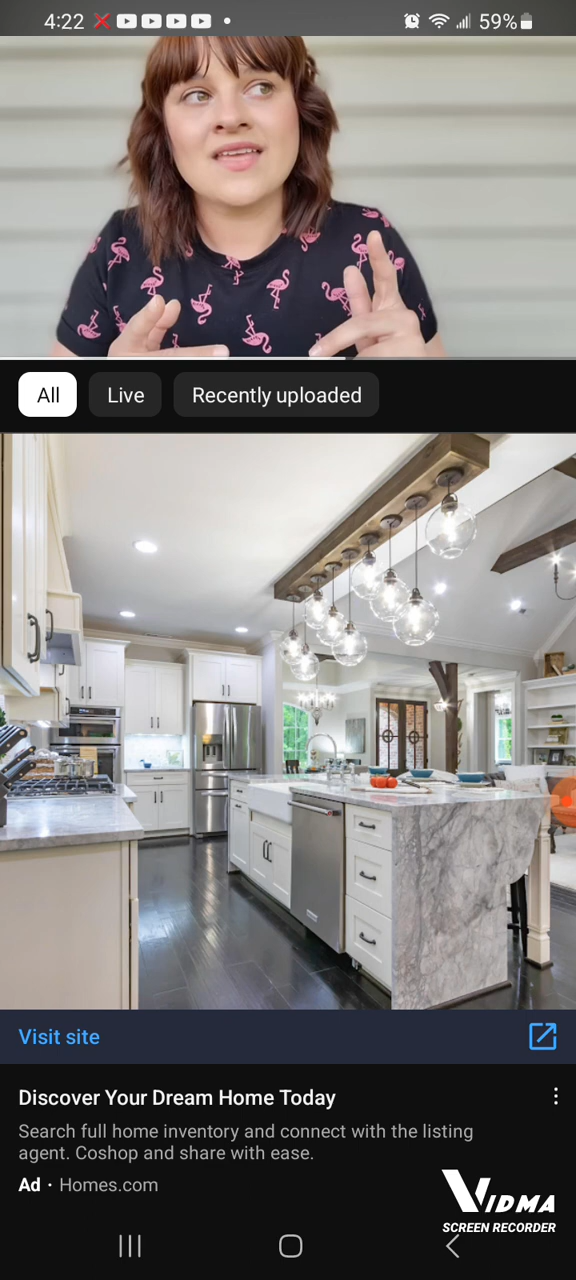 4:22
59%
All
Live
Recently uploaded
Visit site
Discover Your Dream Home Today
Search full home inventory and connect with the listing
agent. Coshop and share with ease.
Ad · Homes.com
VIDMA
SCREEN RECORDER